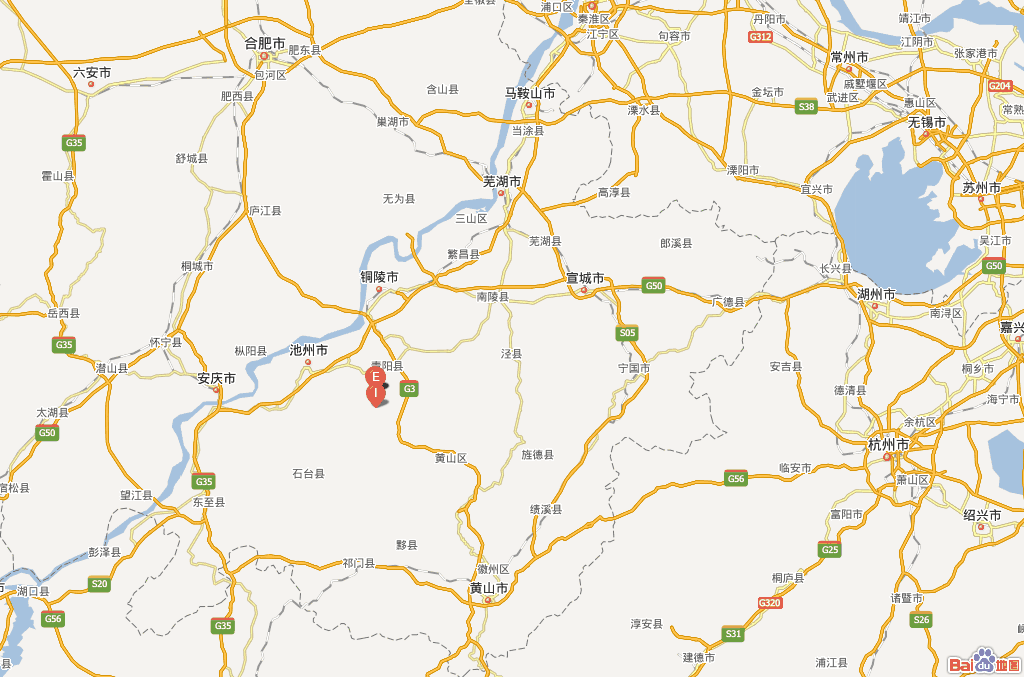 浦口区
秦淮区
江宁区
丹阳市
G312
句容市
靖江市
江阴市
张家港市
合肥市
肥东县
包河区
肥西县
六安市
常州市
戚墅堰区
武进区
G204
含山县
马鞍山市
当涂县
溧水县
金坛市
S38
惠山区
常熟
无锡市
巢湖市
G35
舒城县
霍山县
溧阳市
宜兴市
苏州市
芜湖市
高淳县
无为县
三山区
庐江县
芜湖县
郎溪县
吴江市
繁昌县
桐城市
长兴县
G50
铜陵市
宣城市
G50
南陵县
广德县
湖州市
南浔区
岳西县
S05
嘉兴
G35
怀宁县
枞阳县
池州市
泾县
宁国市
安吉县
桐乡市
潜山县
青阳县
E
I
G3
安庆市
德清县
海宁市
太湖县
G50
余杭区
杭州市
黄山区
旌德县
临安市
石台县
G35
G56
萧山区
宿松县
望江县
东至县
绩溪县
富阳市
绍兴市
彭泽县
黟县
G25
祁门县
徽州区
湖口县
S20
黄山市
桐庐县
G320
诸暨市
G56
G35
淳安县
S31
S26
建德市
浦江县
县
Bai du 地图